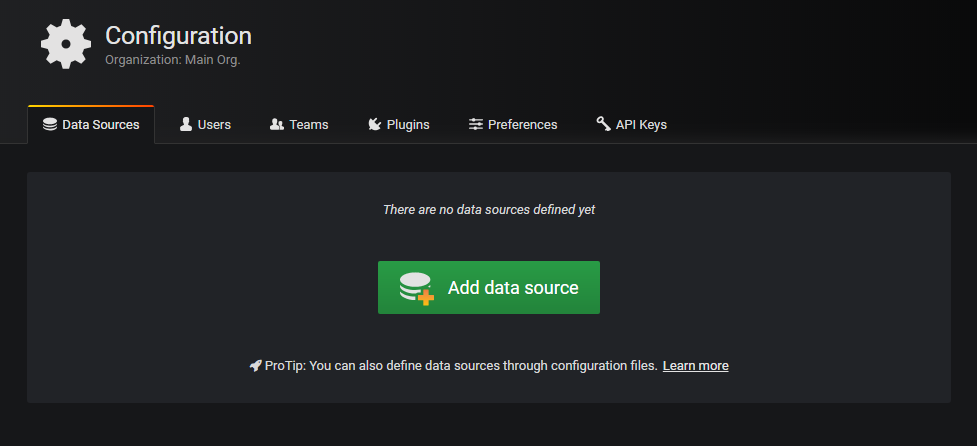 Configuration
Organization: Main Org.
Data Sources Users Teams Plugins Preferences API Keys
There are no data sources defined yet
Add data source
ProTip: You can also define data sources through configuration files. Learn more